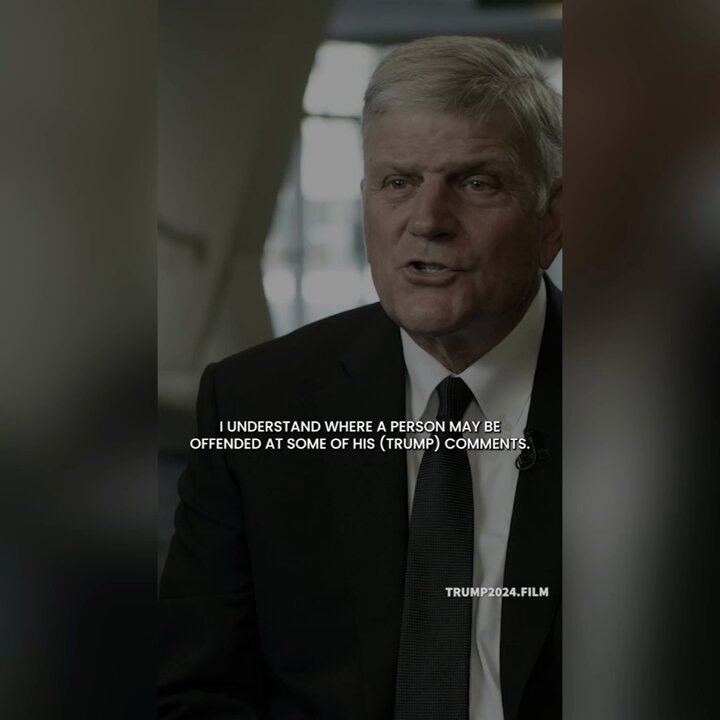 I UNDERSTAND WHERE A PERSON MAY BE
OFFENDED AT SOME OF HIS (TRUMP) COMMENTS.
TRUMP2024.FILM